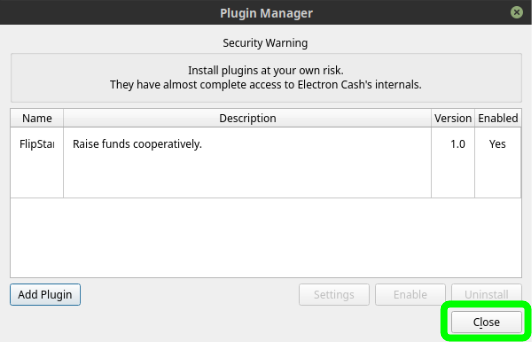 Plugin Manager
Security Warning
Install plugins at your own risk.
They have almost complete access to Electron Cash's internals.
Name Description Version Enabled
FlipStar Raise funds cooperatively. 1.0 Yes
Add Plugin Settings Enable Uninstall
Close